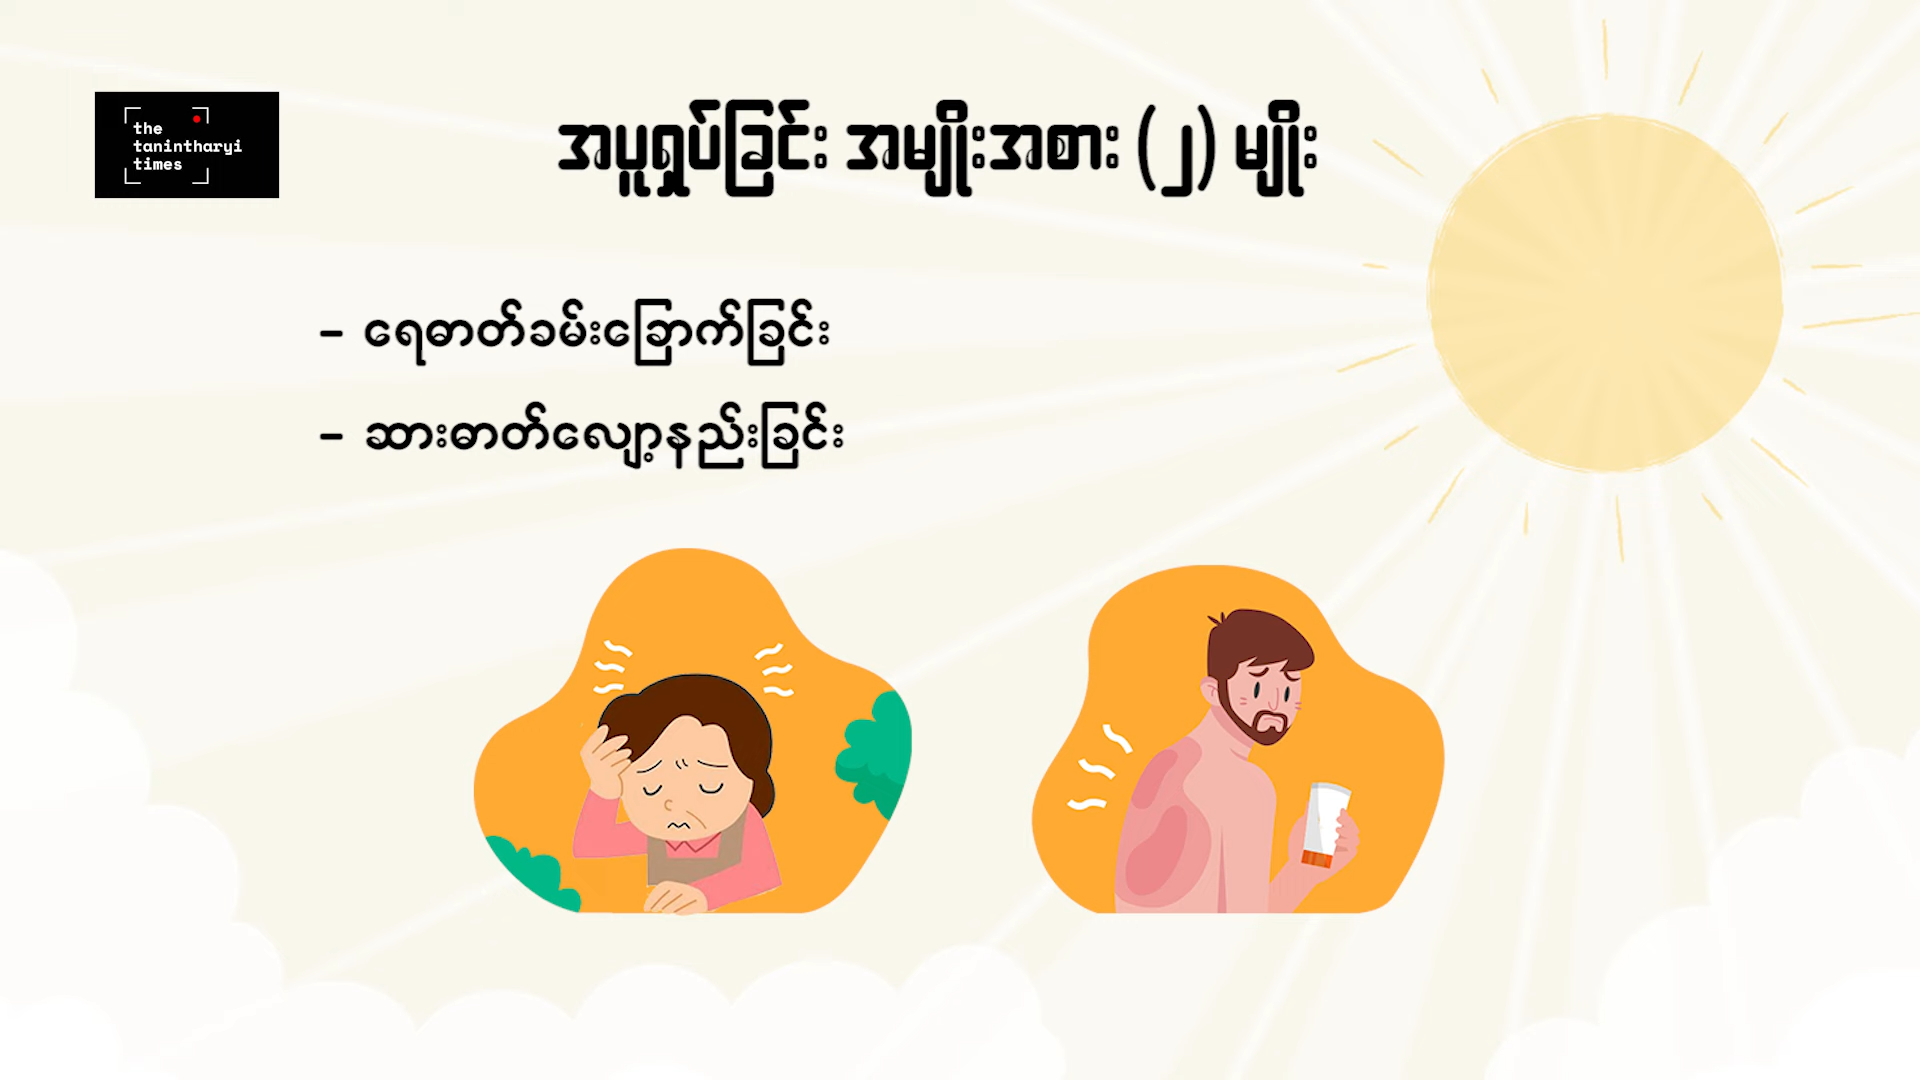 the
tanintharyi
times
အပူရှုပ်ခြင်း အမျိုးအစား (၂) မျိုး
- ရေဓာတ်ခမ်းခြောက်ခြင်း
- ဆားဓာတ်လျော့နည်းခြင်း